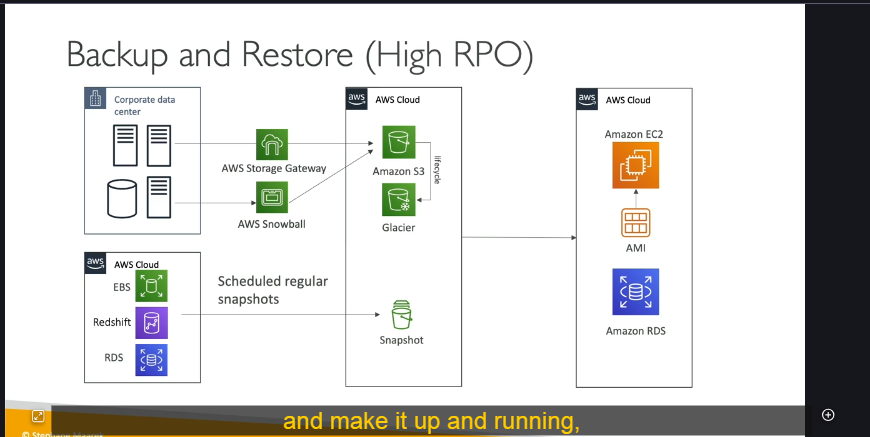 Backup and Restore (High RPO)
Corporate data
center
AWS Storage Gateway
AWS Snowball
aws
AWS Cloud
EBS
Redshift
RDS
Scheduled regular
snapshots
aws
AWS Cloud
Amazon S3
lifecycle
Glacier
Snapshot
aws
AWS Cloud
Amazon EC2
AMI
Amazon RDS
and make it up and running,